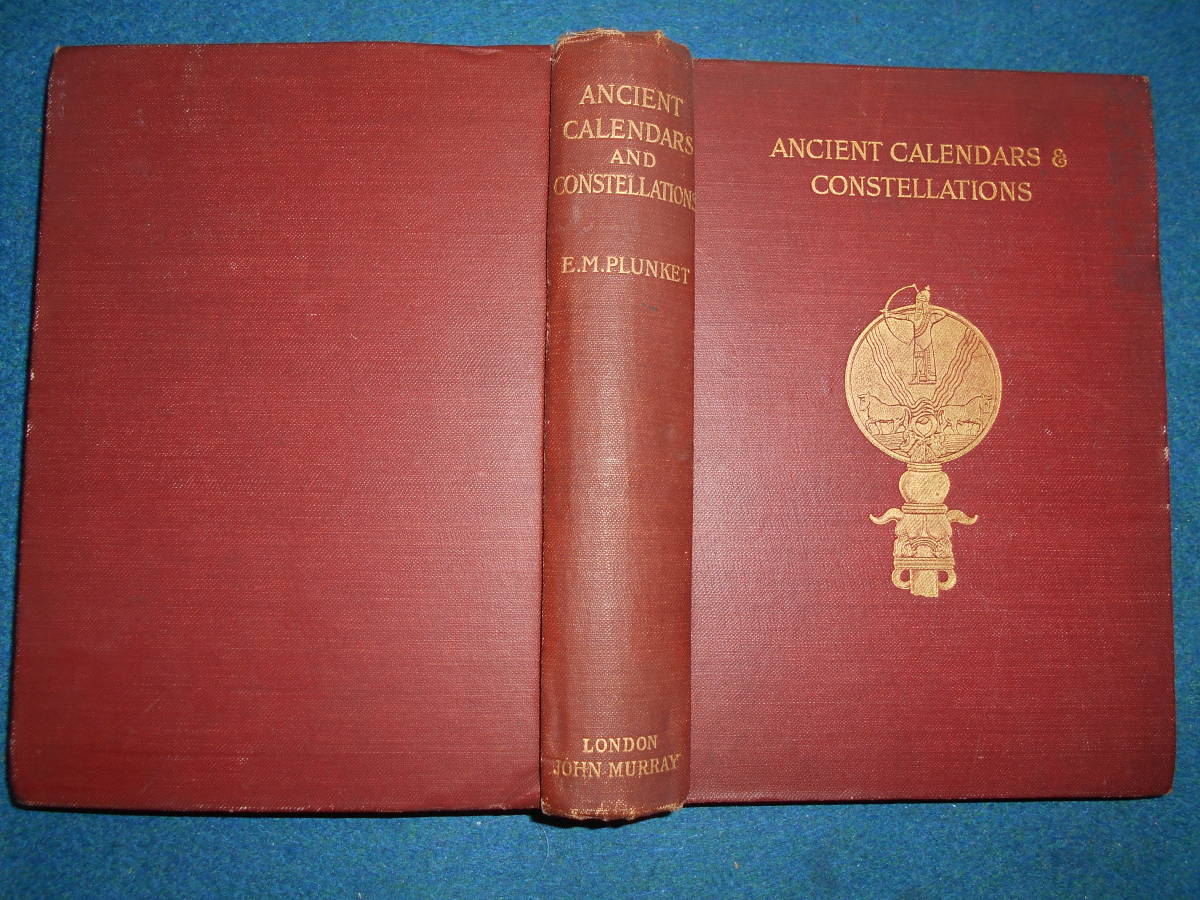 ANCIENT
CALENDARS
AND
CONSTELLATIONS
E.M.PLUNKET
LONDON
JOHN MURRAY
ANCIENT CALENDARS &
CONSTELLATIONS